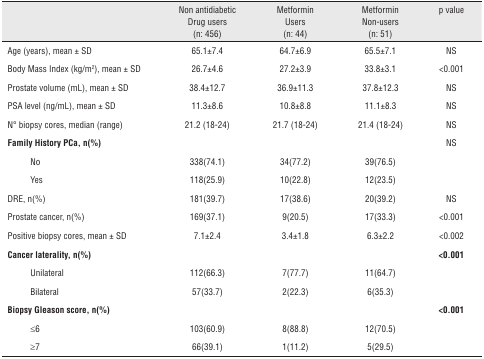 Non antidiabetic Metformin Metformin p value
Drug users Users Non-users
(n: 456) (n: 44) (n: 51)
Age (years), mean ± SD 65.1±7.4 64.7±6.9 65.5±7.1 NS
Body Mass Index (kg/m²), mean ± SD 26.7±4.6 27.2±3.9 33.8±3.1 <0.001
Prostate volume (mL), mean ± SD 38.4±12.7 36.9±11.3 37.8±12.3 NS
PSA level (ng/mL), mean ± SD 11.3±8.6 10.8±8.8 11.1±8.3 NS
N° biopsy cores, median (range) 21.2 (18-24) 21.7 (18-24) 21.4 (18-24) NS
Family History PCa, n(%) NS
No 338(74.1) 34(77.2) 39(76.5)
Yes 118(25.9) 10(22.8) 12(23.5)
DRE, n(%) 181(39.7) 17(38.6) 20(39.2) NS
Prostate cancer, n(%) 169(37.1) 9(20.5) 17(33.3) <0.001
Positive biopsy cores, mean ± SD 7.1±2.4 3.4±1.8 6.3±2.2 <0.002
Cancer laterality, n(%) <0.001
Unilateral 112(66.3) 7(77.7) 11(64.7)
Bilateral 57(33.7) 2(22.3) 6(35.3)
Biopsy Gleason score, n(%) <0.001
≤6 103(60.9) 8(88.8) 12(70.5)
≥7 66(39.1) 1(11.2) 5(29.5)